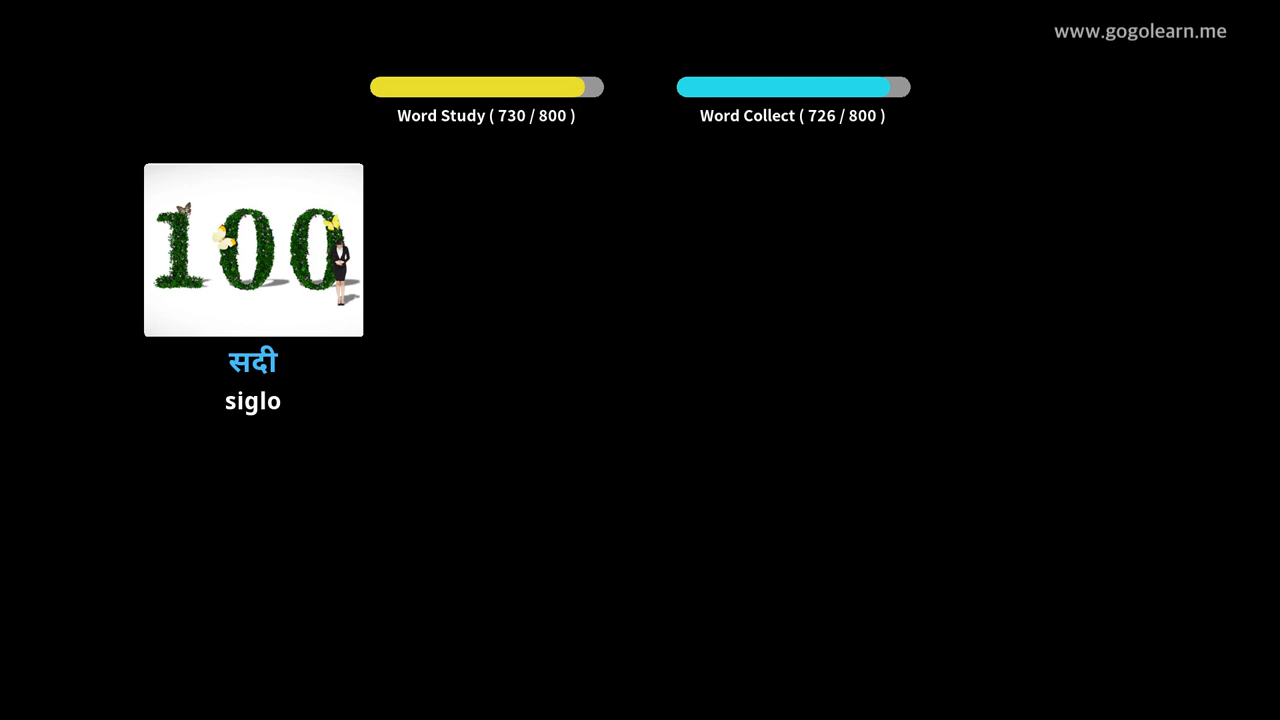 www.gogolearn.me
Word Study ( 730 / 800 )
Word Collect ( 726 / 800 )
100
सदी
siglo